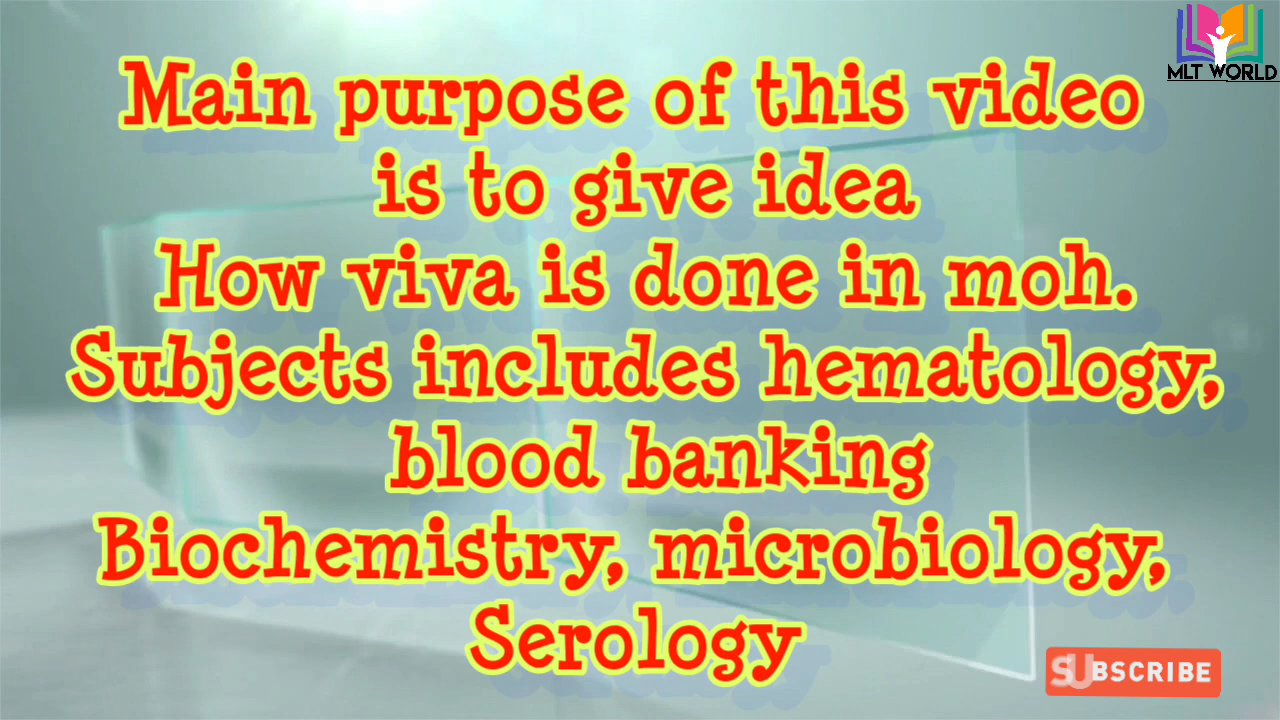 MLT WORLD
Main purpose of this video
is to give idea
How viva is done in moh.
Subjects includes hematology,
blood banking
Biochemistry, microbiology,
Serology
SUBSCRIBE